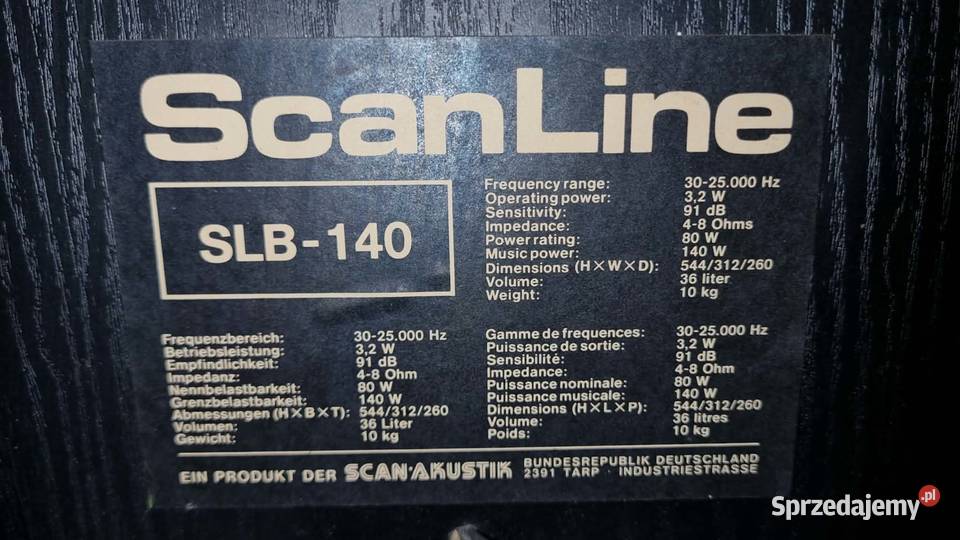 ScanLine
SLB-140
Frequency range: 30-25.000 Hz
Operating power: 3,2 W
Sensitivity: 91 dB
Impedance: 4-8 Ohms
Power rating: 80 W
Music power: 140 W
Dimensions (H×W×D): 544/312/260
Volume: 36 liter
Weight: 10 kg
Frequenzbereich: 30-25.000 Hz
Betriebsleistung: 3,2 W
Empfindlichkeit: 91 dB
Impedanz: 4-8 Ohm
Nennbelastbarkeit: 80 W
Grenzbelastbarkeit: 140 W
Abmessungen (H×B×T): 544/312/260
Volumen: 36 Liter
Gewicht: 10 kg
Gamme de frequences: 30-25.000 Hz
Puissance de sortie: 3,2 W
Sensibilité: 91 dB
Impedance: 4-8 Ohm
Puissance nominale: 80 W
Puissance musicale: 140 W
Dimensions (H×L×P): 544/312/260
Volume: 36 litres
Poids: 10 kg
EIN PRODUKT DER SCAN·AKUSTIK BUNDESREPUBLIK DEUTSCHLAND
2391 TARP · INDUSTRIESTRASSE
Sprzedajemy.pl